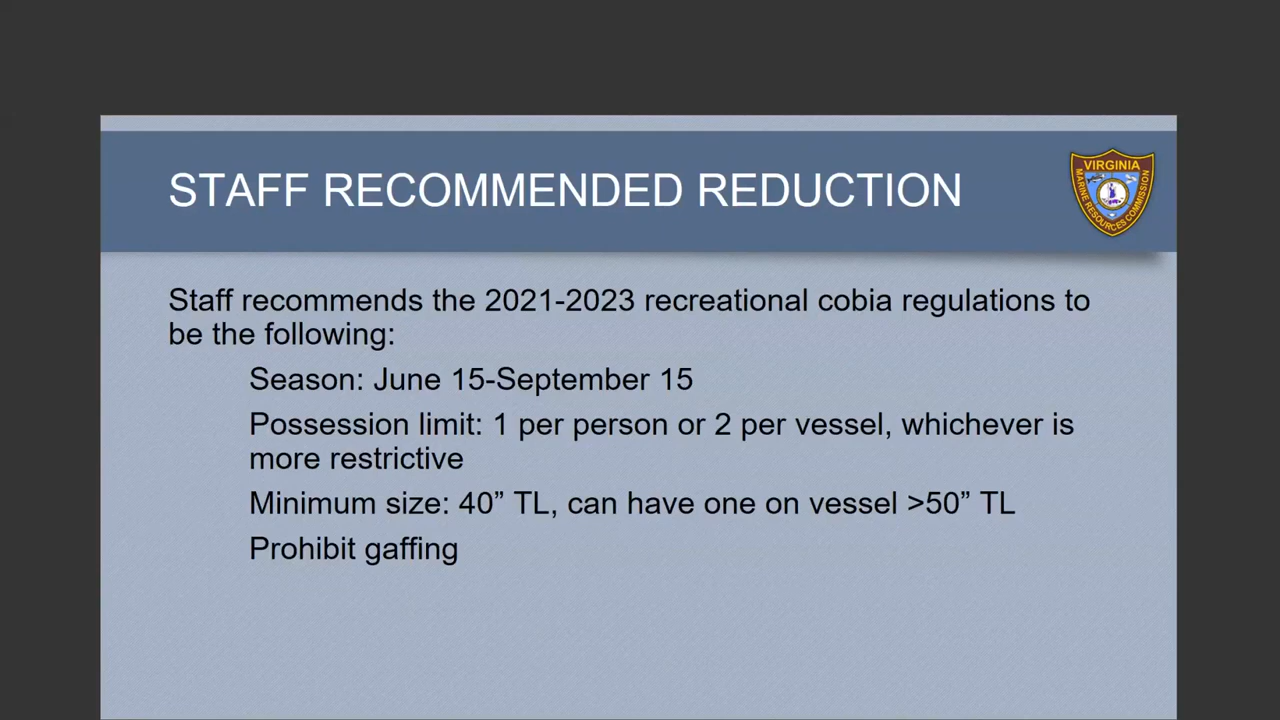 STAFF RECOMMENDED REDUCTION
VIRGINIA
MARINE RESOURCES COMMISSION
Staff recommends the 2021-2023 recreational cobia regulations to
be the following:
Season: June 15-September 15
Possession limit: 1 per person or 2 per vessel, whichever is
more restrictive
Minimum size: 40” TL, can have one on vessel >50” TL
Prohibit gaffing